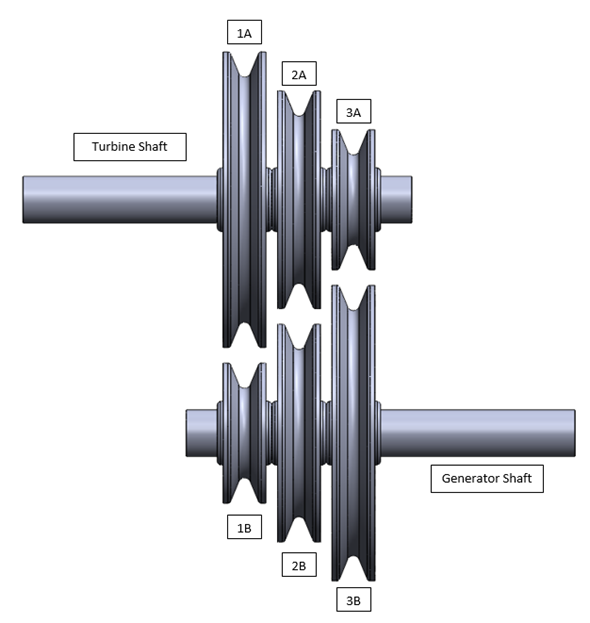 1A
2A
3A
Turbine Shaft
Generator Shaft
1B
2B
3B